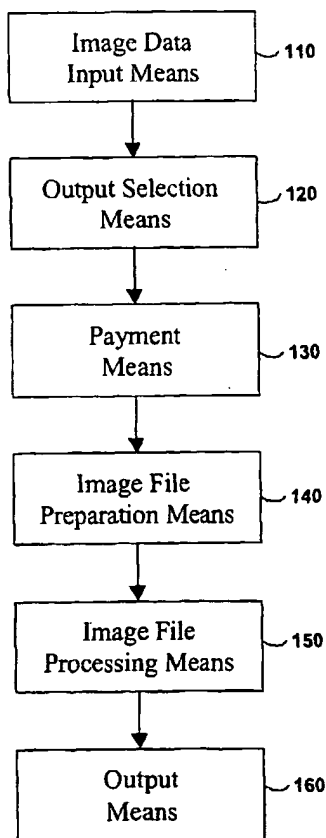 Image Data
Input Means
110
Output Selection
Means
120
Payment
Means
130
Image File
Preparation Means
140
Image File
Processing Means
150
Output
Means
160